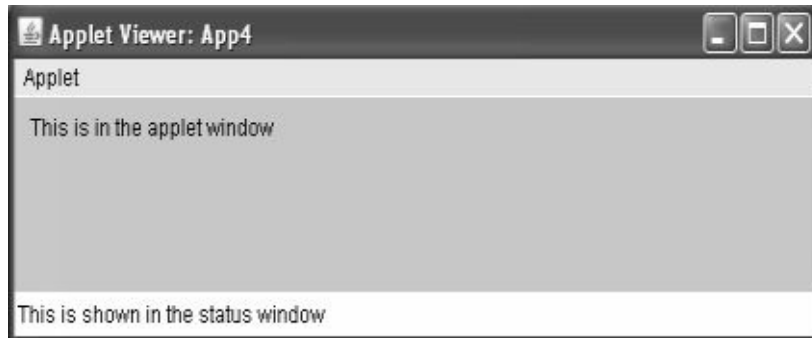 Applet Viewer: App4
Applet
This is in the applet window
This is shown in the status window